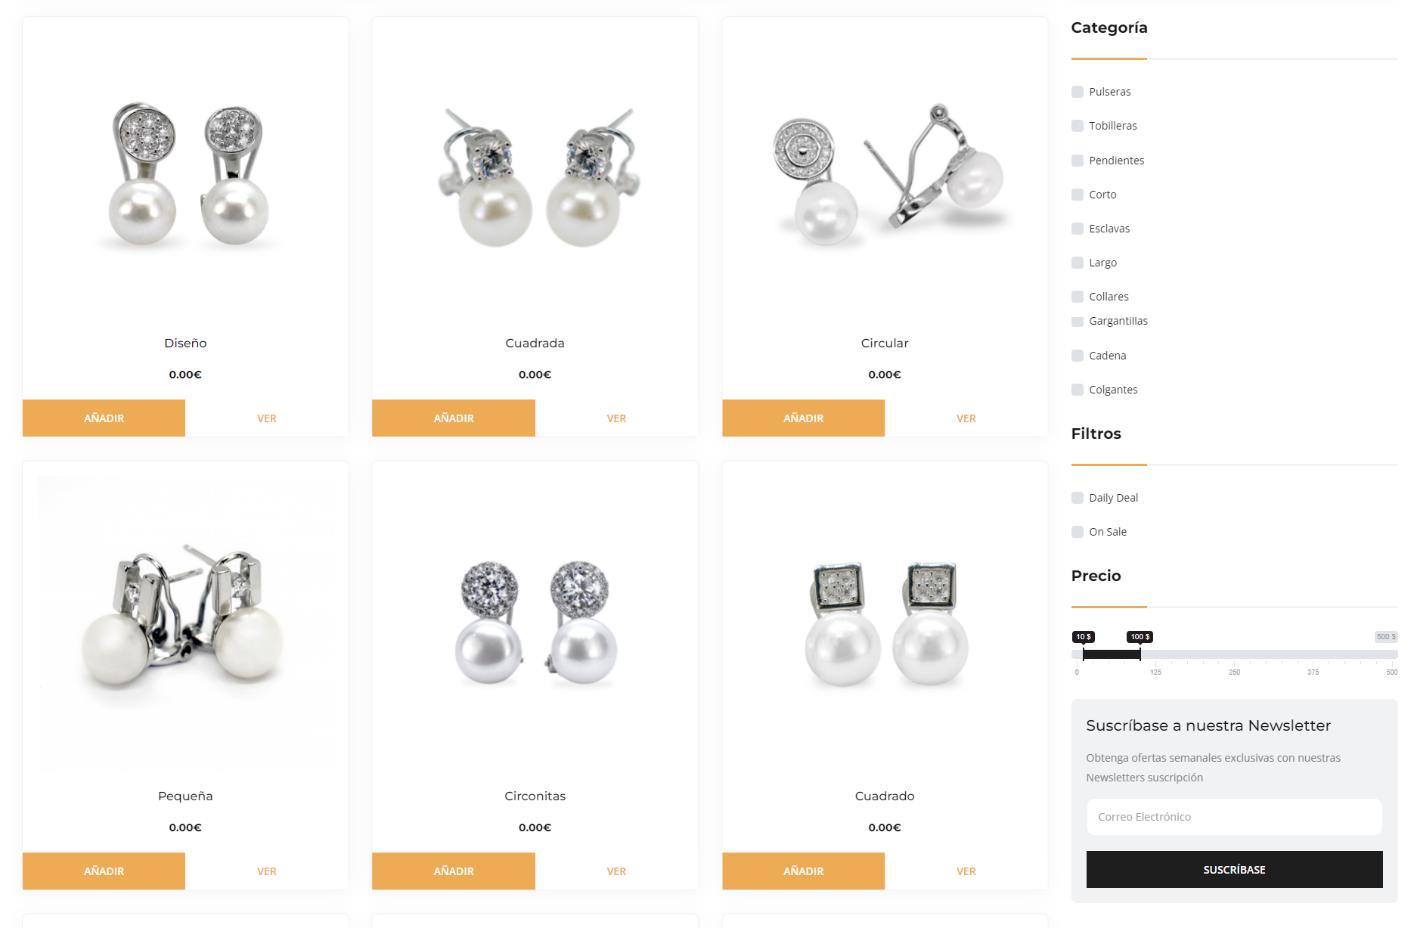 Diseño
0.00€
AÑADIR
VER
Cuadrada
0.00€
AÑADIR
VER
Circular
0.00€
AÑADIR
VER
Pequeña
0.00€
AÑADIR
VER
Circonitas
0.00€
AÑADIR
VER
Cuadrado
0.00€
AÑADIR
VER
Categoría
Pulseras
Tobilleras
Pendientes
Corto
Esclavas
Largo
Collares
Gargantillas
Cadena
Colgantes
Filtros
Daily Deal
On Sale
Precio
10 $ 100 $ 500 $
0 125 250 375 500
Suscríbase a nuestra Newsletter
Obtenga ofertas semanales exclusivas con nuestras
Newsletters suscripción
Correo Electrónico
SUSCRÍBASE